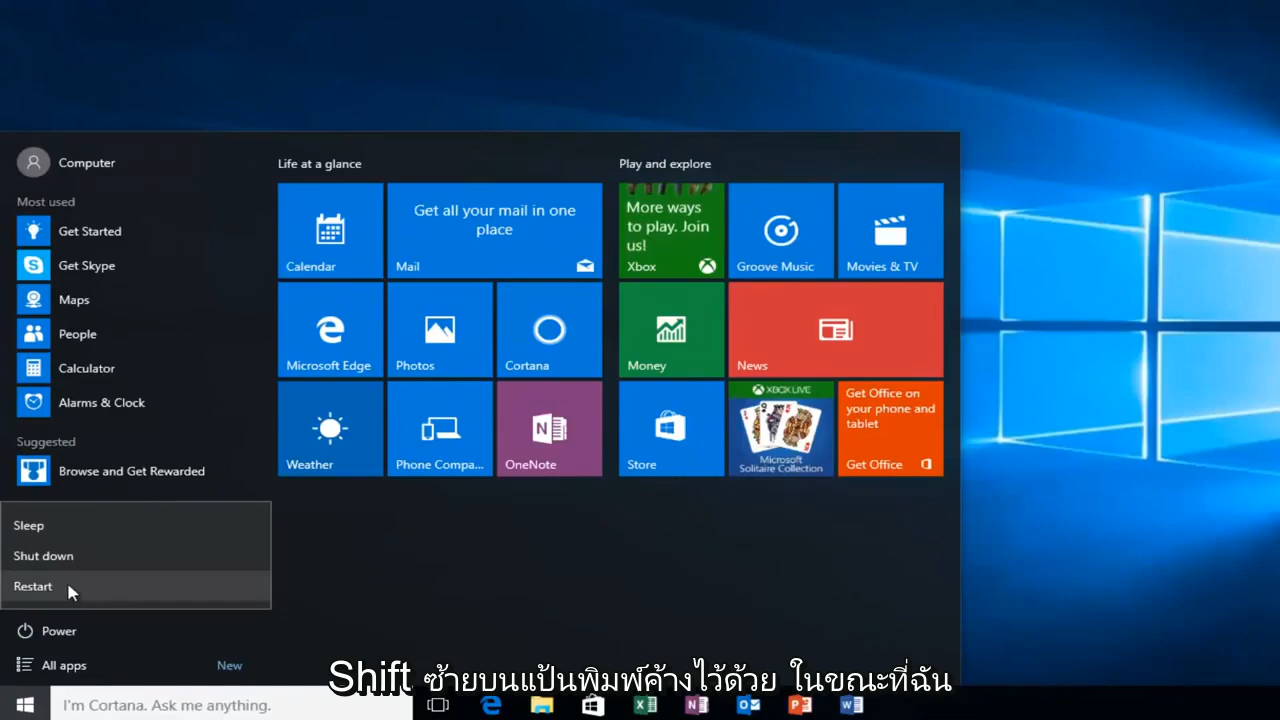 Computer
Most used
Get Started
Get Skype
Maps
People
Calculator
Alarms & Clock
Suggested
Browse and Get Rewarded
Sleep
Shut down
Restart
Power
All apps New
I'm Cortana. Ask me anything.
Life at a glance
Calendar
Get all your mail in one
place
Mail
Microsoft Edge
Photos
Cortana
Weather
Phone Compa...
OneNote
Play and explore
More ways
to play. Join
us!
Xbox
Groove Music
Movies & TV
Money
News
Store
XBOX LIVE
Microsoft
Solitaire Collection
Get Office on
your phone and
tablet
Get Office
Shift ซ้ายบนแป้นพิมพ์ค้างไว้ด้วย ในขณะที่ฉัน